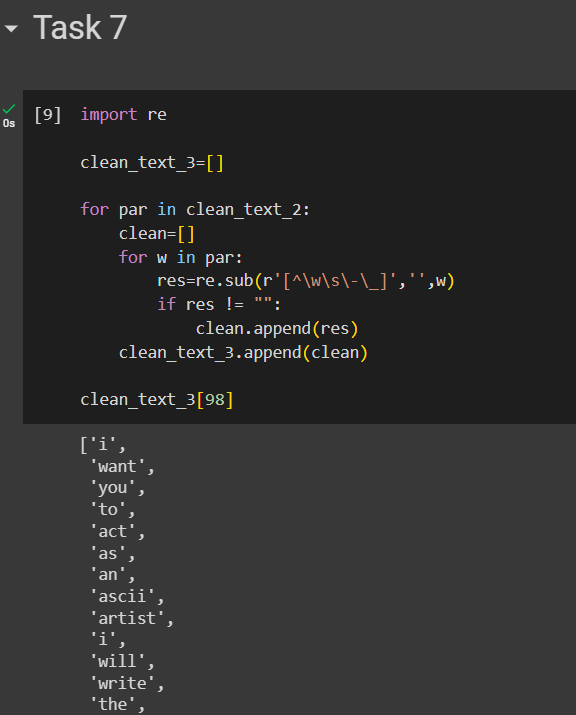 Task 7
0s
[9] import re
clean_text_3=[]
for par in clean_text_2:
    clean=[]
    for w in par:
        res=re.sub(r'[^\w\s\-\_]','',w)
        if res != "":
            clean.append(res)
    clean_text_3.append(clean)
clean_text_3[98]
['i',
 'want',
 'you',
 'to',
 'act',
 'as',
 'an',
 'ascii',
 'artist',
 'i',
 'will',
 'write',
 'the',